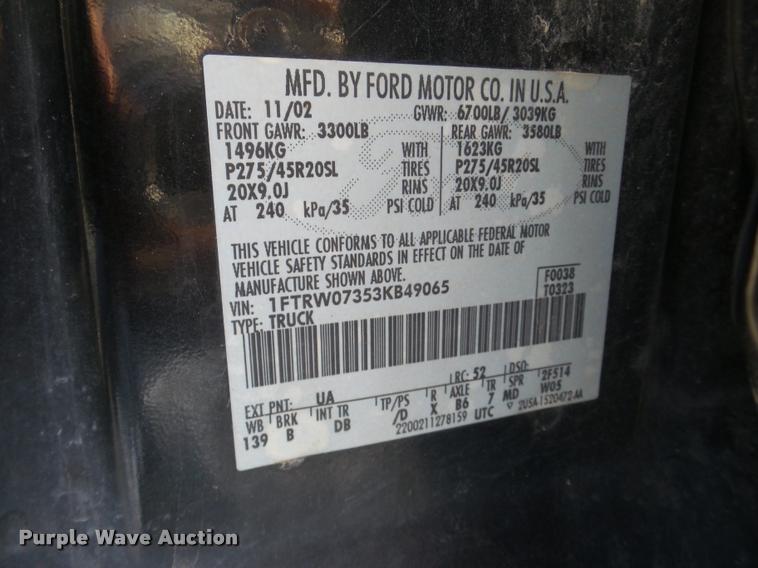 MFD. BY FORD MOTOR CO. IN U.S.A.
DATE: 11/02 GVWR: 6700LB/ 3039KG
FRONT GAWR: 3300LB REAR GAWR: 3580LB
1496KG WITH 1623KG WITH
P275/45R20SL TIRES P275/45R20SL TIRES
20X9.0J RINS 20X9.0J RINS
AT 240 kPa/35 PSI COLD AT 240 kPa/35 PSI COLD
THIS VEHICLE CONFORMS TO ALL APPLICABLE FEDERAL MOTOR
VEHICLE SAFETY STANDARDS IN EFFECT ON THE DATE OF
MANUFACTURE SHOWN ABOVE.
VIN: 1FTRW07353KB49065 F0038
TYPE: TRUCK T0323
EXT PNT: UA RC: 52 DSO:
WB BRK INT TR TP/PS R AXLE TR SPR 2F514
139 B DB /D X B6 7 MD W05
2200211278159 UTC 2U5A 1520472 AA
Purple Wave Auction